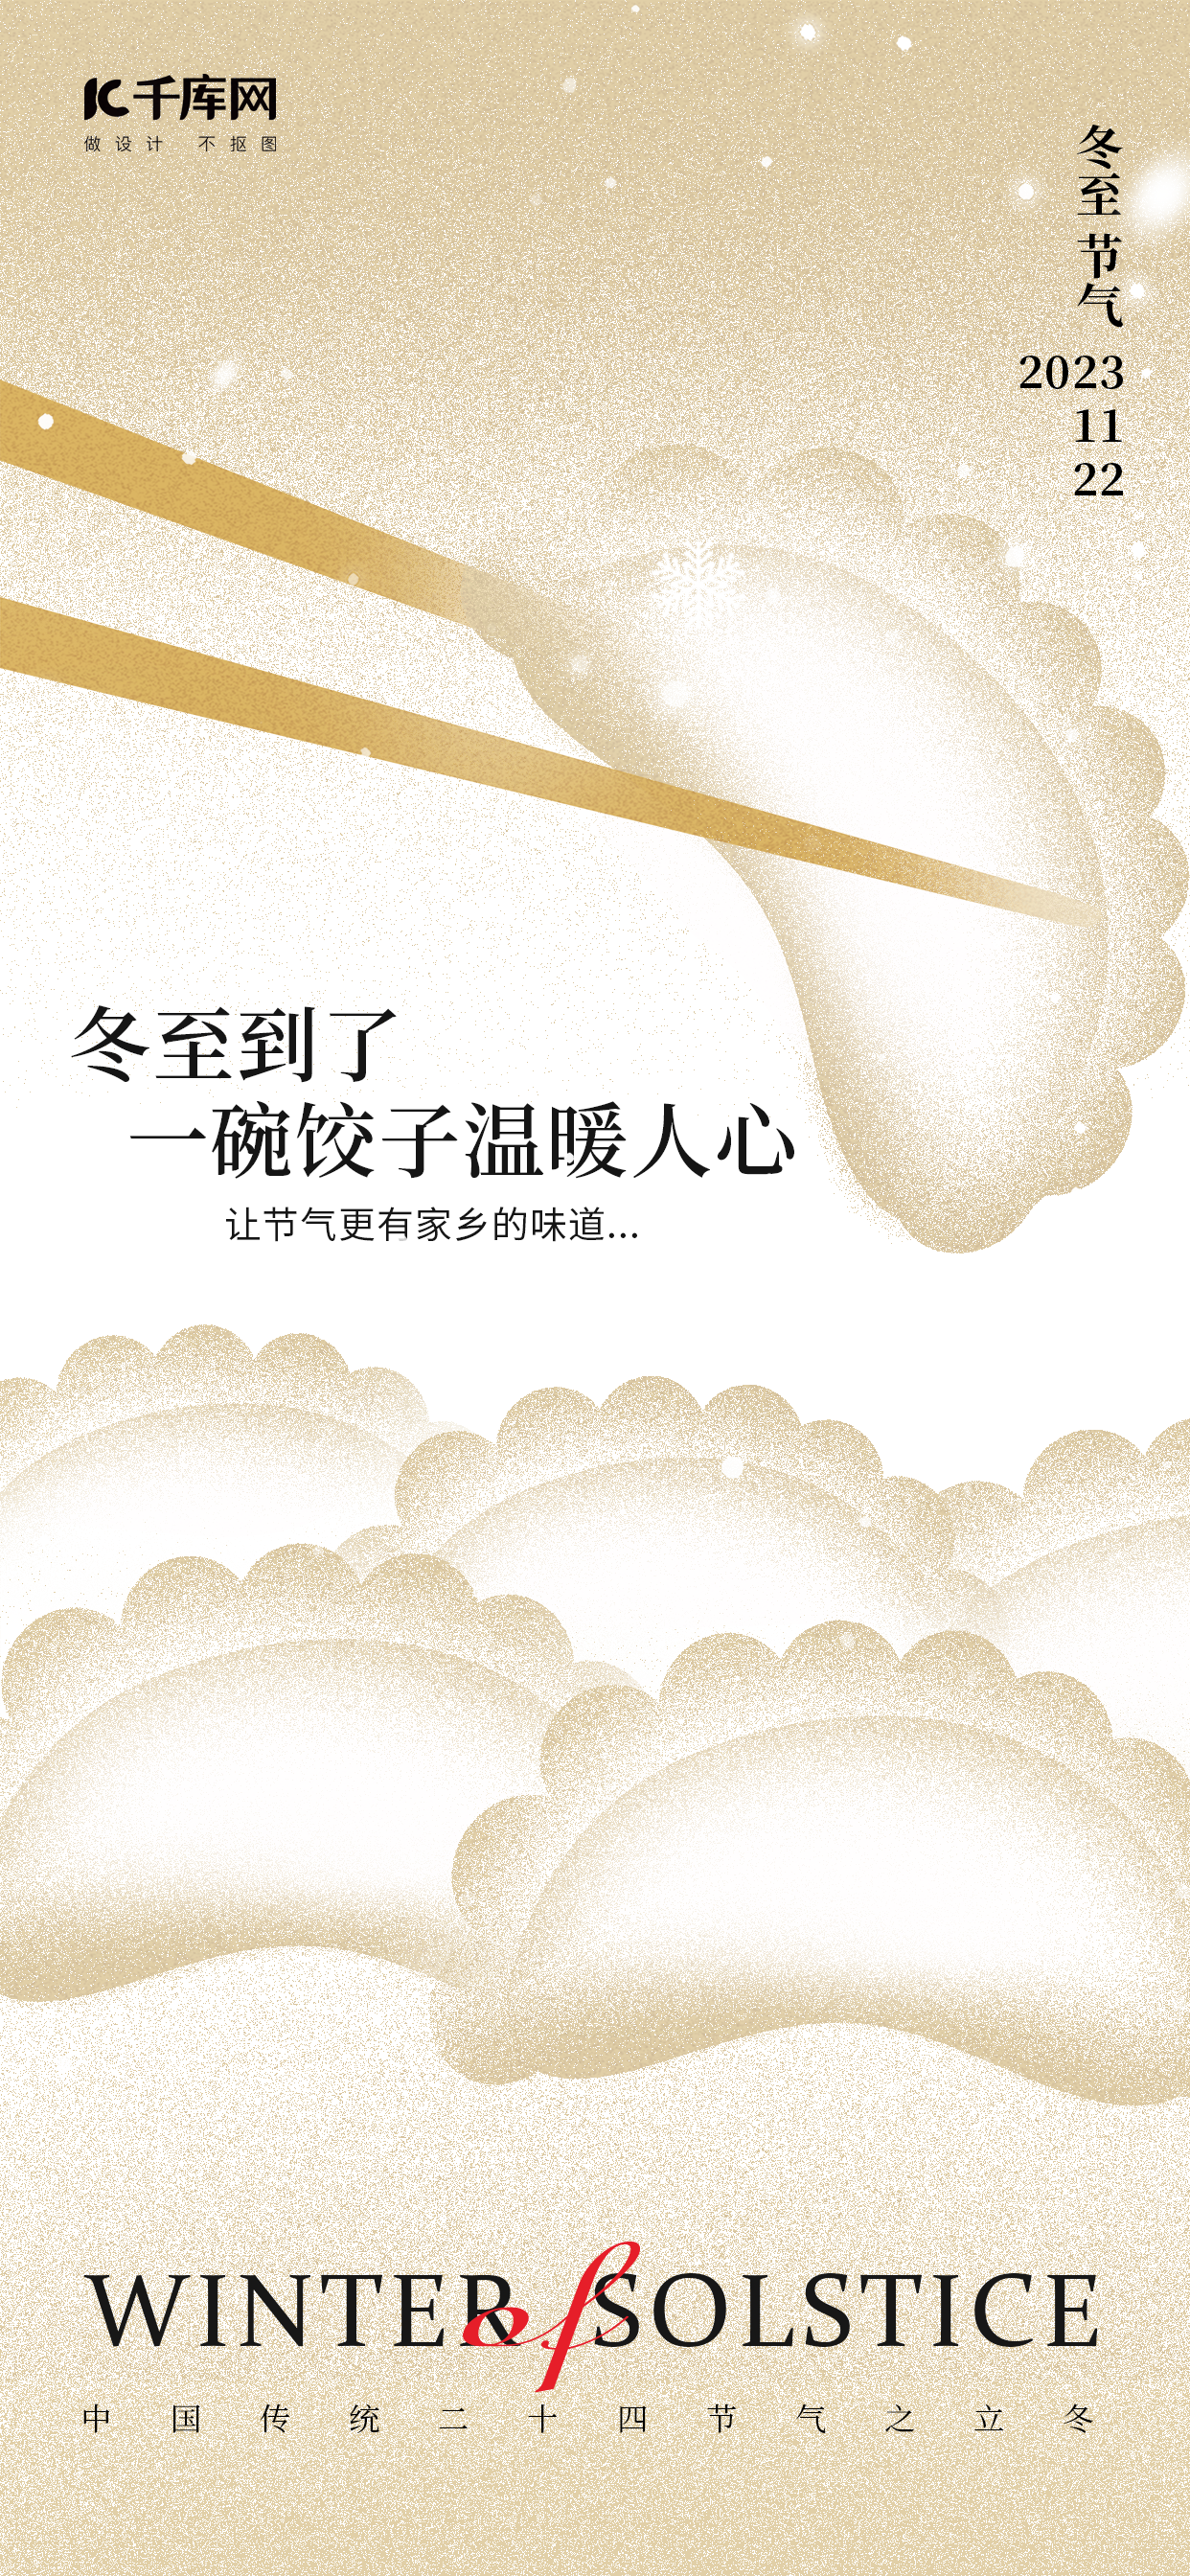 千库网
做设计 不抠图
冬至节气
2023
11
22
冬至到了
一碗饺子温暖人心
让节气更有家乡的味道...
WINTER of SOLSTICE
中国传统二十四节气之立冬